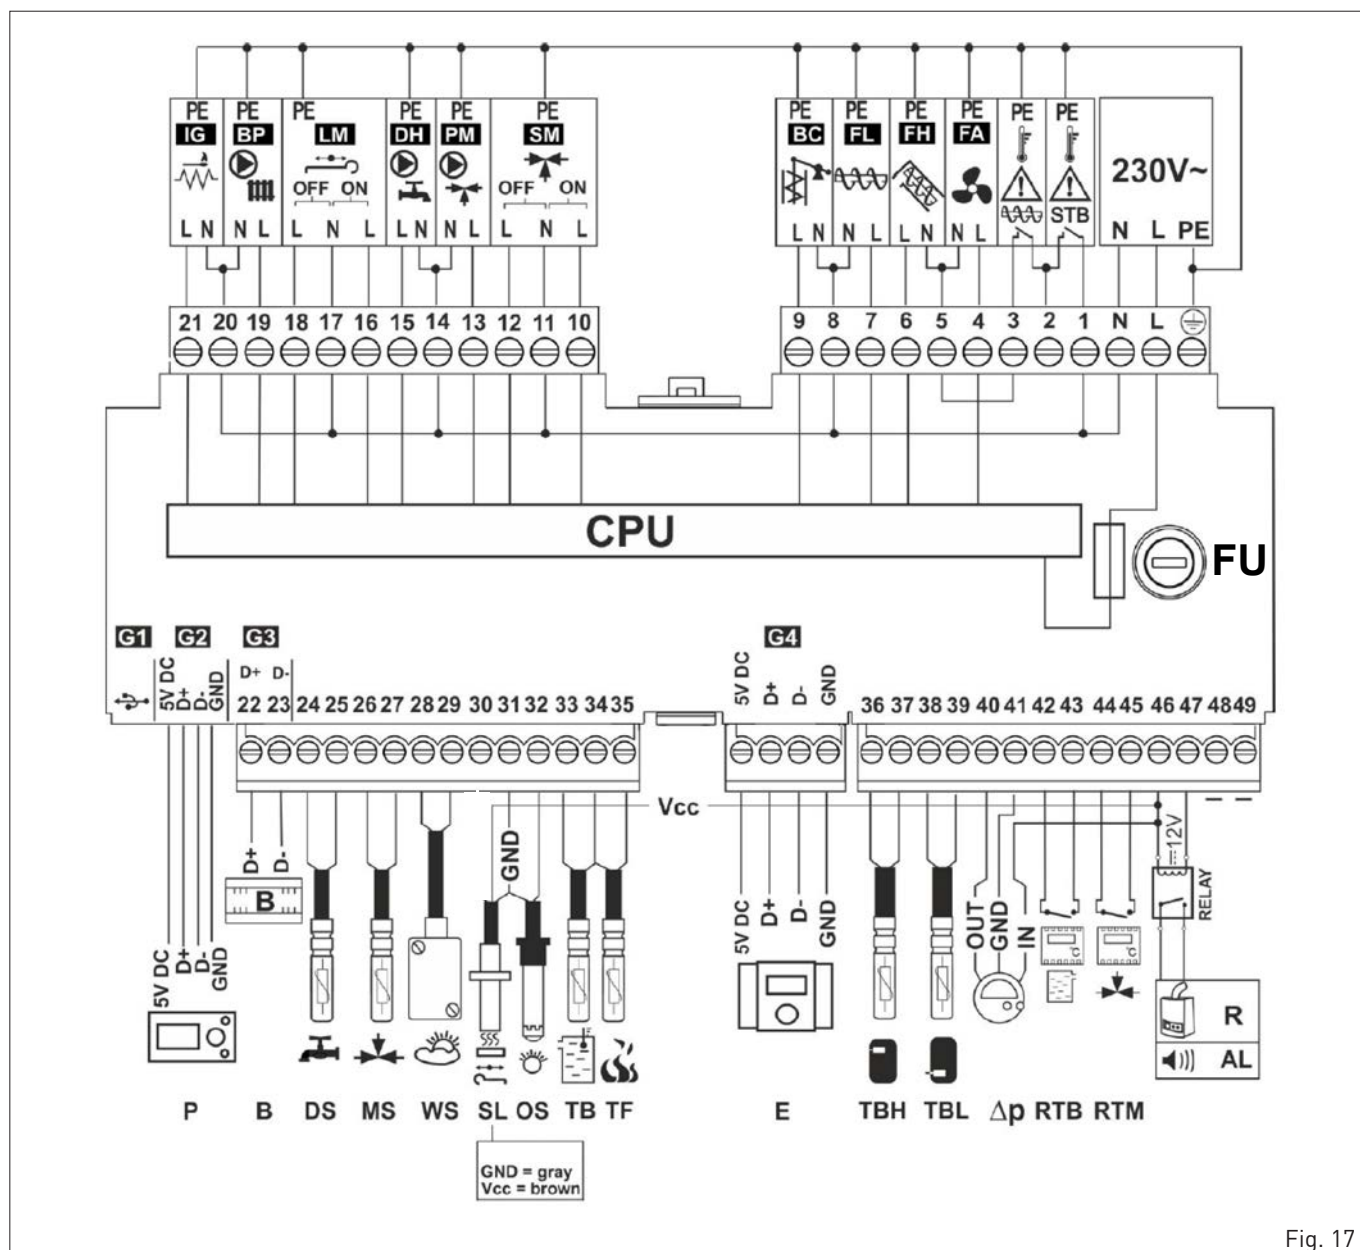 PE PE PE PE PE PE PE PE PE PE PE PE
IG BP LM DH PM SM BC FL FH FA
230V~
OFF ON OFF ON STB
L N N L L N L L N N L L N L L N N L L N N L N L PE
21 20 19 18 17 16 15 14 13 12 11 10 9 8 7 6 5 4 3 2 1 N L
CPU
FU
G1 G2 G3 G4
5V DC D+ D- GND D+ D- 5V DC D+ D- GND
22 23 24 25 26 27 28 29 30 31 32 33 34 35 36 37 38 39 40 41 42 43 44 45 46 47 48 49
Vcc
12V
D+ D- GND
B
RELAY
5V DC D+ D- GND 5V DC D+ D- GND OUT GND IN
R
AL
P B DS MS WS SL OS TB TF E TBH TBL Δp RTB RTM
GND = gray
Vcc = brown
Fig. 17